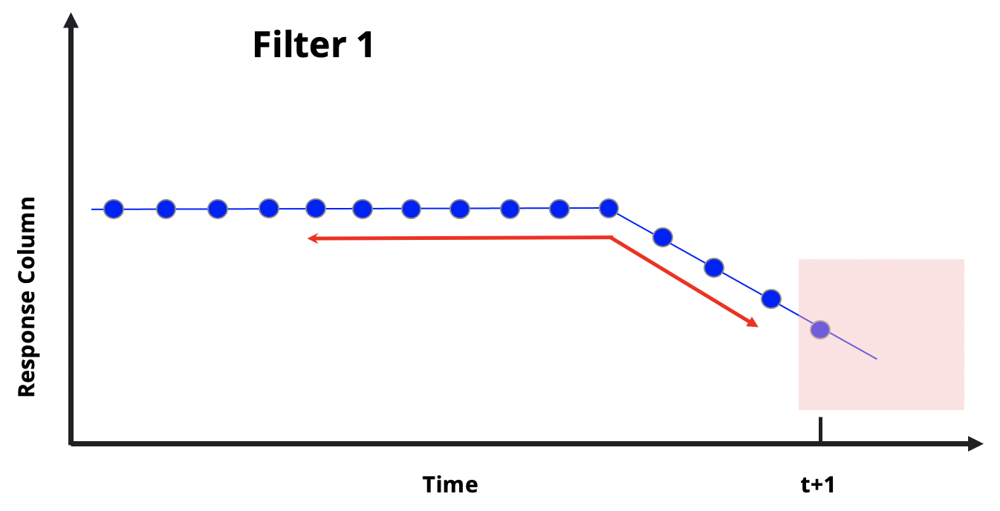 Filter 1
Response Column
Time
t+1